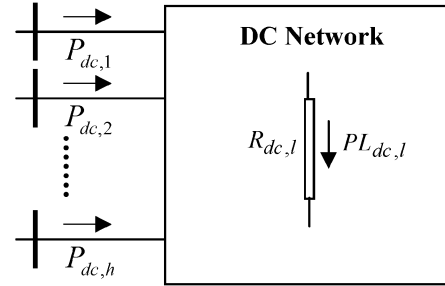 P_{dc,1}
DC Network
P_{dc,2}
R_{dc,l}
PL_{dc,l}
P_{dc,h}